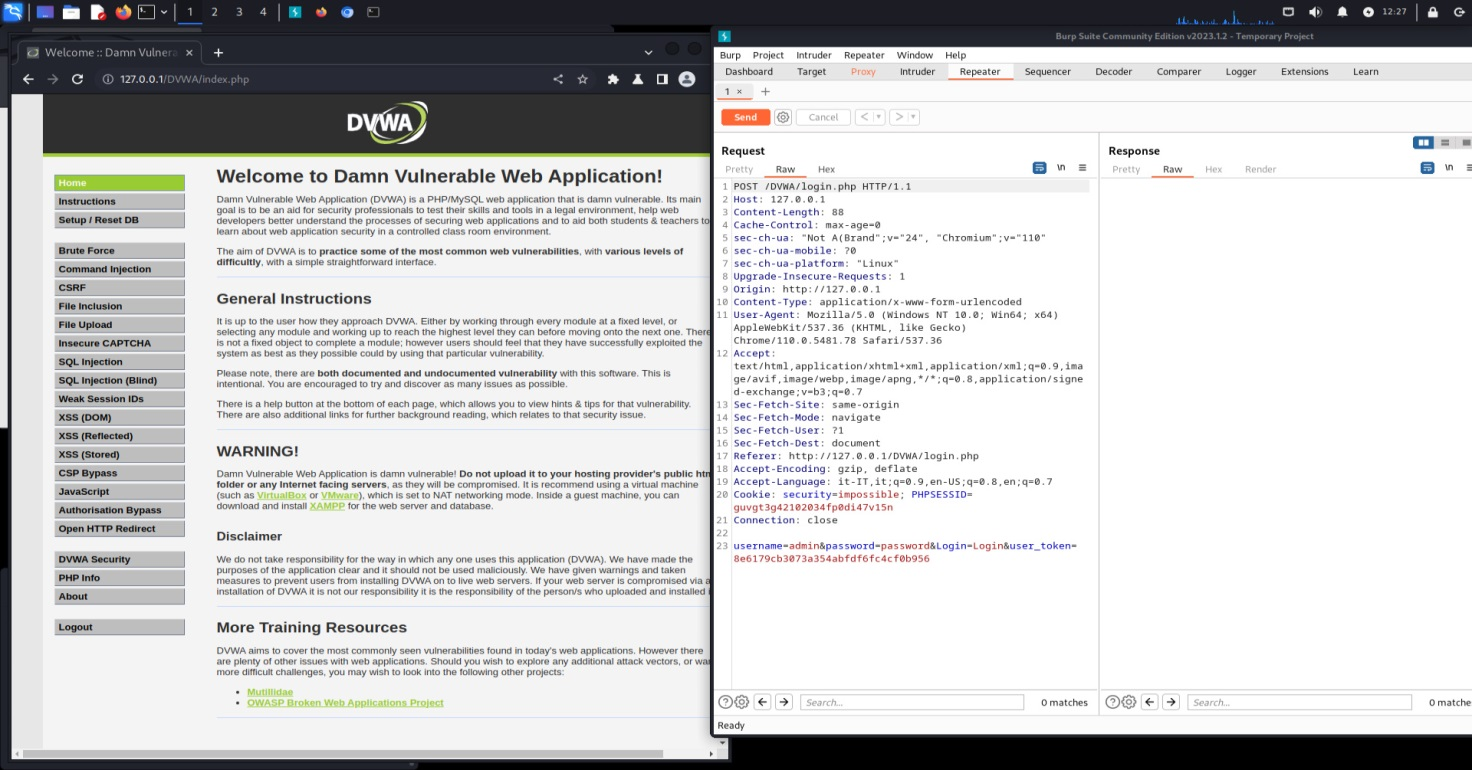 1 2 3 4
12:27
Welcome :: Damn Vulnera
127.0.0.1/DVWA/index.php
DVWA
Home
Instructions
Setup / Reset DB
Brute Force
Command Injection
CSRF
File Inclusion
File Upload
Insecure CAPTCHA
SQL Injection
SQL Injection (Blind)
Weak Session IDs
XSS (DOM)
XSS (Reflected)
XSS (Stored)
CSP Bypass
JavaScript
Authorisation Bypass
Open HTTP Redirect
DVWA Security
PHP Info
About
Logout
Welcome to Damn Vulnerable Web Application!
Damn Vulnerable Web Application (DVWA) is a PHP/MySQL web application that is damn vulnerable. Its main
goal is to be an aid for security professionals to test their skills and tools in a legal environment, help web
developers better understand the processes of securing web applications and to aid both students & teachers to
learn about web application security in a controlled class room environment.
The aim of DVWA is to practice some of the most common web vulnerabilities, with various levels of
difficultly, with a simple straightforward interface.
General Instructions
It is up to the user how they approach DVWA. Either by working through every module at a fixed level, or
selecting any module and working up to reach the highest level they can before moving onto the next one. There
is not a fixed object to complete a module; however users should feel that they have successfully exploited the
system as best as they possible could by using that particular vulnerability.
Please note, there are both documented and undocumented vulnerability with this software. This is
intentional. You are encouraged to try and discover as many issues as possible.
There is a help button at the bottom of each page, which allows you to view hints & tips for that vulnerability.
There are also additional links for further background reading, which relates to that security issue.
WARNING!
Damn Vulnerable Web Application is damn vulnerable! Do not upload it to your hosting provider's public htm
folder or any Internet facing servers, as they will be compromised. It is recommend using a virtual machine
(such as VirtualBox or VMware), which is set to NAT networking mode. Inside a guest machine, you can
download and install XAMPP for the web server and database.
Disclaimer
We do not take responsibility for the way in which any one uses this application (DVWA). We have made the
purposes of the application clear and it should not be used maliciously. We have given warnings and taken
measures to prevent users from installing DVWA on to live web servers. If your web server is compromised via a
installation of DVWA it is not our responsibility it is the responsibility of the person/s who uploaded and installed i
More Training Resources
DVWA aims to cover the most commonly seen vulnerabilities found in today's web applications. However there
are plenty of other issues with web applications. Should you wish to explore any additional attack vectors, or wa
more difficult challenges, you may wish to look into the following other projects:
Mutillidae
OWASP Broken Web Applications Project
Burp Suite Community Edition v2023.1.2 - Temporary Project
Burp Project Intruder Repeater Window Help
Dashboard Target Proxy Intruder Repeater Sequencer Decoder Comparer Logger Extensions Learn
1 × +
Send Cancel < >
Request
Pretty Raw Hex \n
1 POST /DVWA/login.php HTTP/1.1
2 Host: 127.0.0.1
3 Content-Length: 88
4 Cache-Control: max-age=0
5 sec-ch-ua: "Not A(Brand";v="24", "Chromium";v="110"
6 sec-ch-ua-mobile: ?0
7 sec-ch-ua-platform: "Linux"
8 Upgrade-Insecure-Requests: 1
9 Origin: http://127.0.0.1
10 Content-Type: application/x-www-form-urlencoded
11 User-Agent: Mozilla/5.0 (Windows NT 10.0; Win64; x64)
AppleWebKit/537.36 (KHTML, like Gecko)
Chrome/110.0.5481.78 Safari/537.36
12 Accept:
text/html,application/xhtml+xml,application/xml;q=0.9,ima
ge/avif,image/webp,image/apng,*/*;q=0.8,application/signe
d-exchange;v=b3;q=0.7
13 Sec-Fetch-Site: same-origin
14 Sec-Fetch-Mode: navigate
15 Sec-Fetch-User: ?1
16 Sec-Fetch-Dest: document
17 Referer: http://127.0.0.1/DVWA/login.php
18 Accept-Encoding: gzip, deflate
19 Accept-Language: it-IT,it;q=0.9,en-US;q=0.8,en;q=0.7
20 Cookie: security=impossible; PHPSESSID=
guvgt3g42102034fp0di47v15n
21 Connection: close
22
23 username=admin&password=password&Login=Login&user_token=
8e6179cb3073a354abfdf6fc4cf0b956
Search... 0 matches
Response
Pretty Raw Hex Render \n
Search... 0 matche
Ready